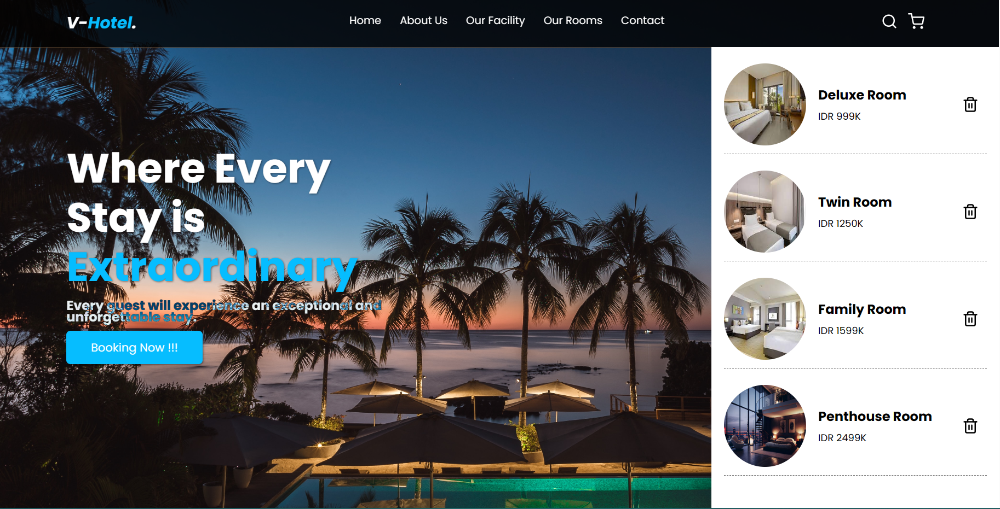 V-Hotel.
Home About Us Our Facility Our Rooms Contact
Where Every
Stay is
Extraordinary
Every guest will experience an exceptional and
unforgettable stay.
Booking Now !!!
Deluxe Room
IDR 999K
Twin Room
IDR 1250K
Family Room
IDR 1599K
Penthouse Room
IDR 2499K